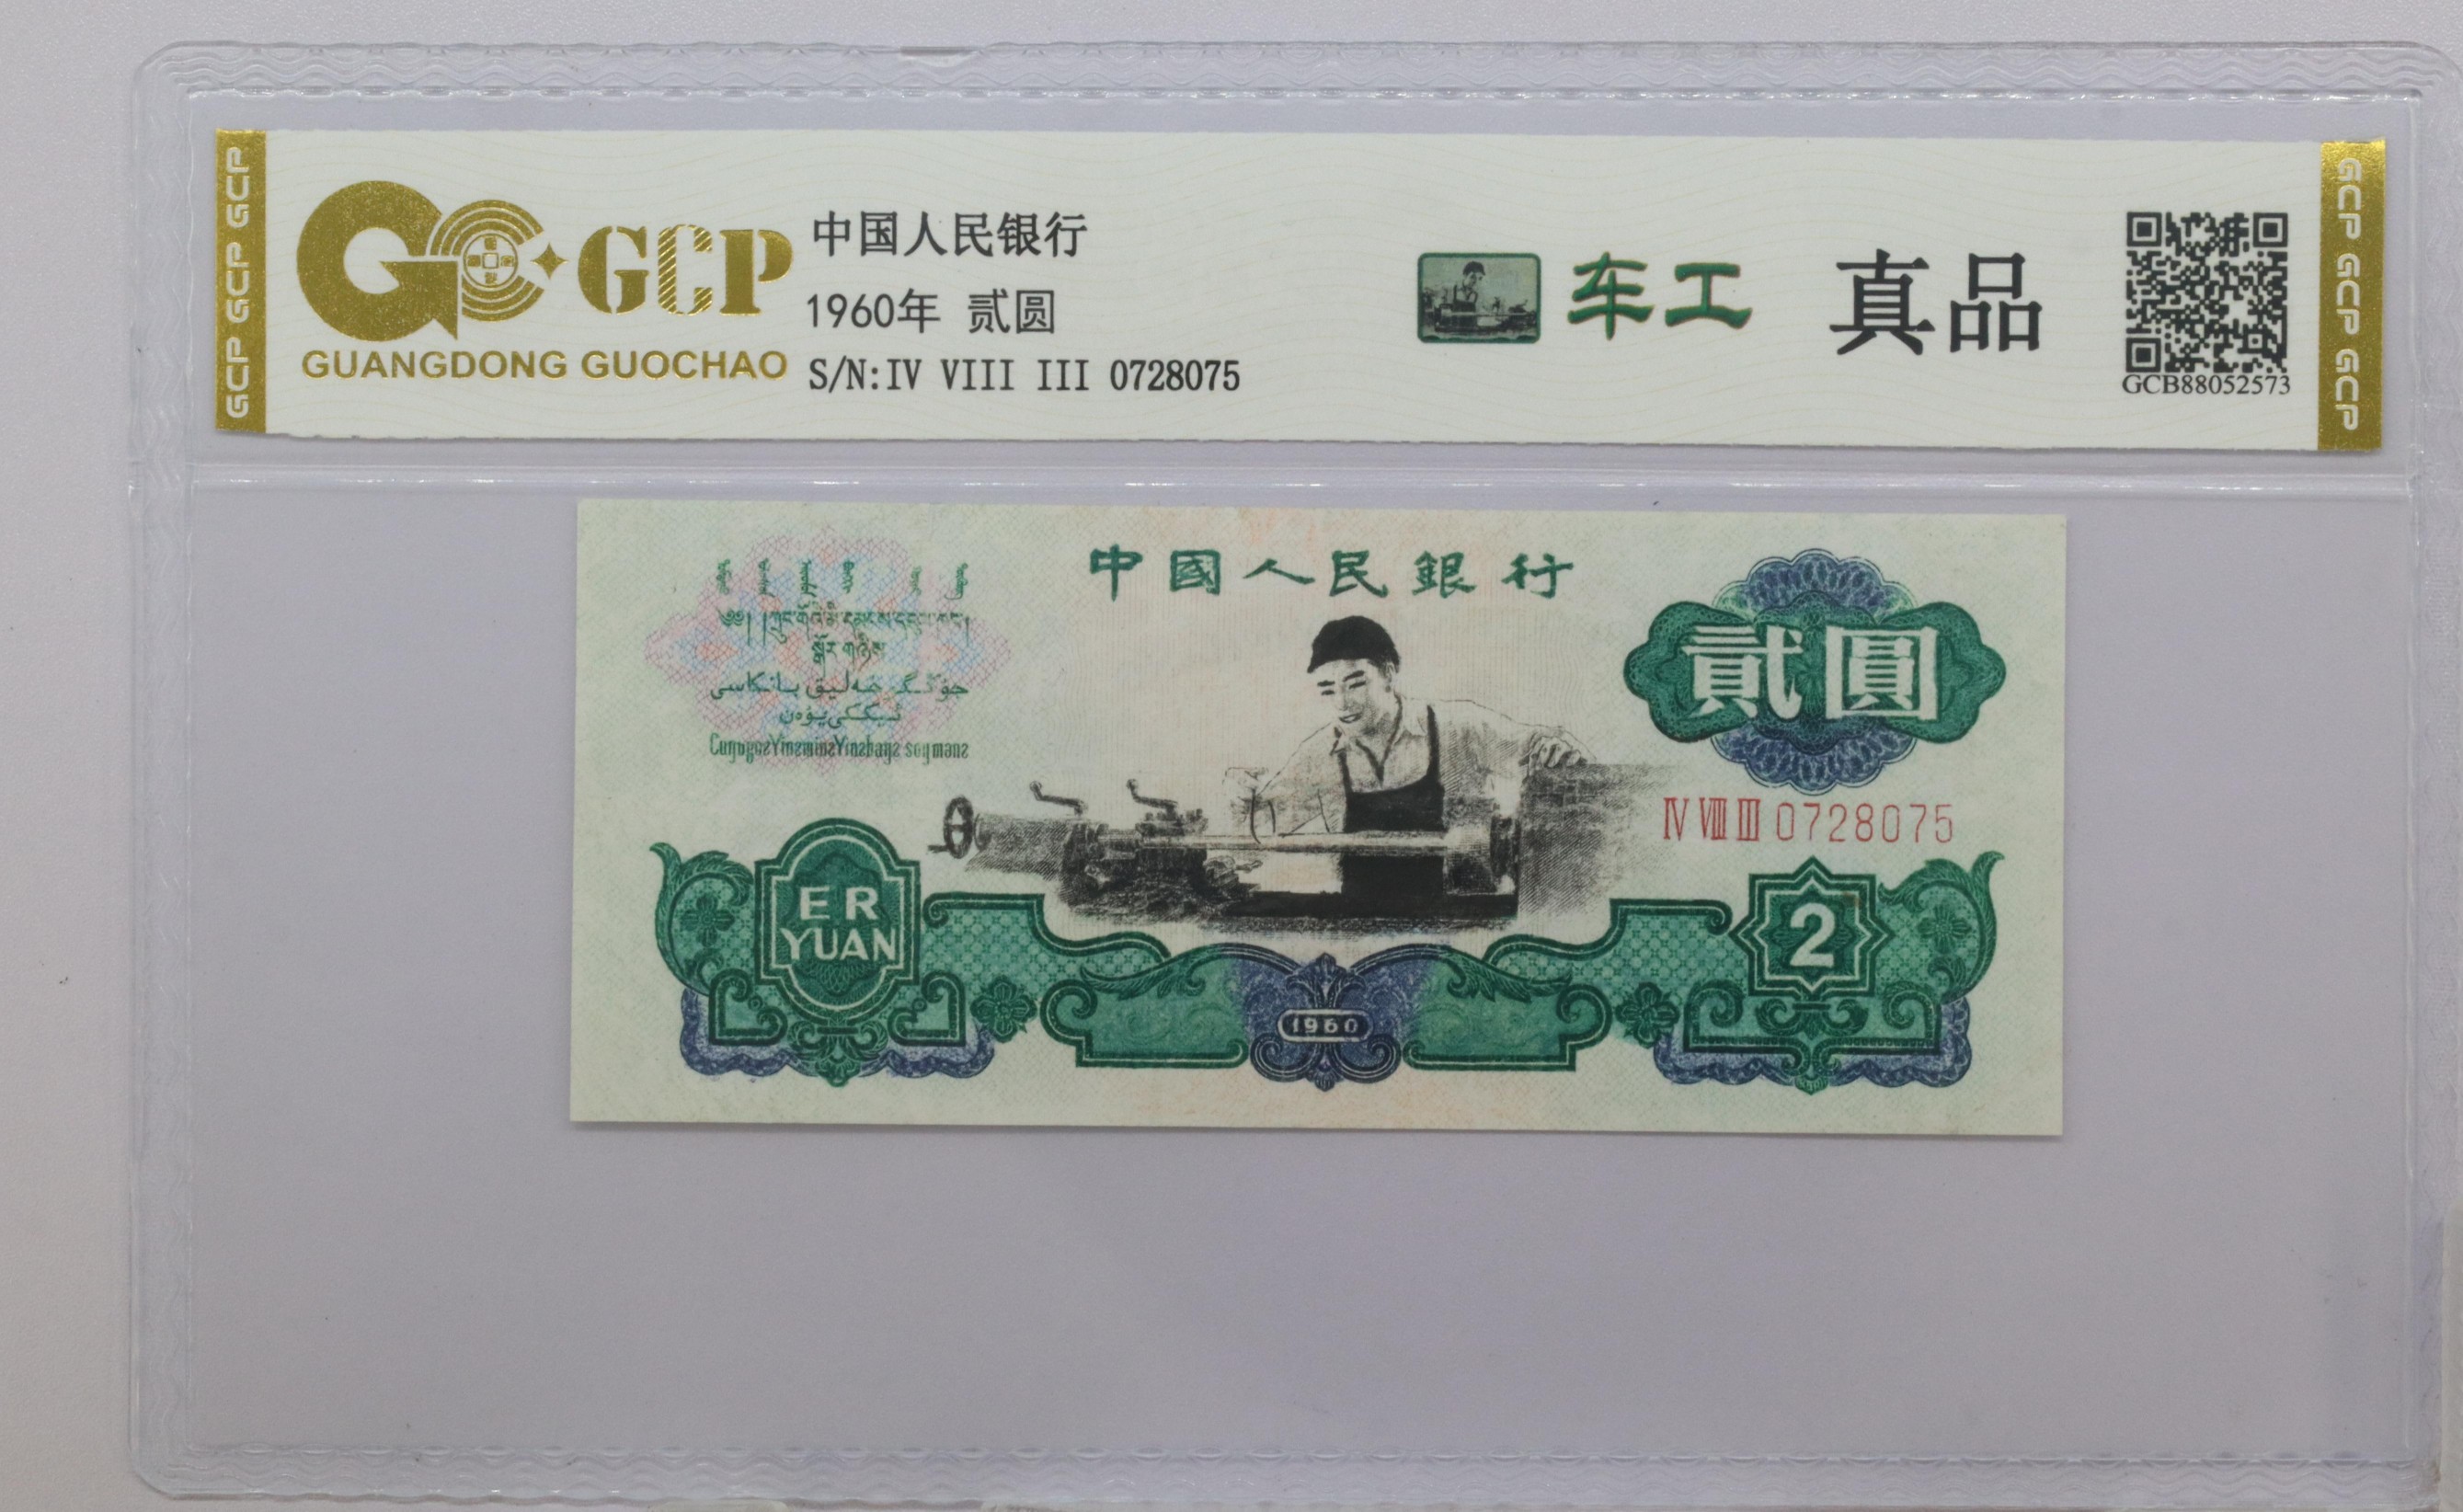 GCP GCP GCP
GCP
GUANGDONG GUOCHAO
中国人民银行
1960年 贰圆
S/N:IV VIII III 0728075
车工
真品
GCB88052573
GCP GCP GCP
中國人民銀行
貳圓
IV VIII III 0728075
ER
YUAN
2
1960